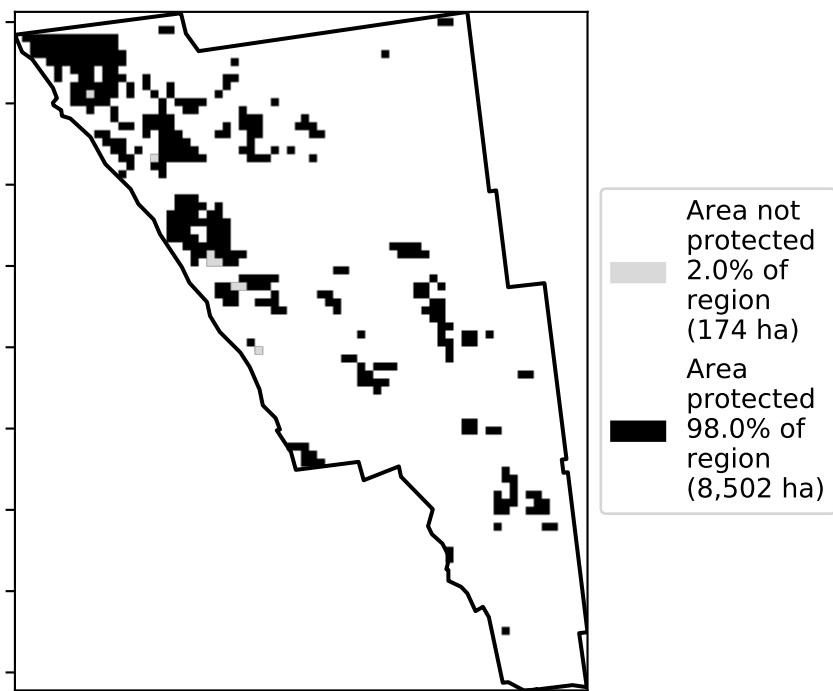 Area not
protected
2.0% of
region
(174 ha)
Area
protected
98.0% of
region
(8,502 ha)